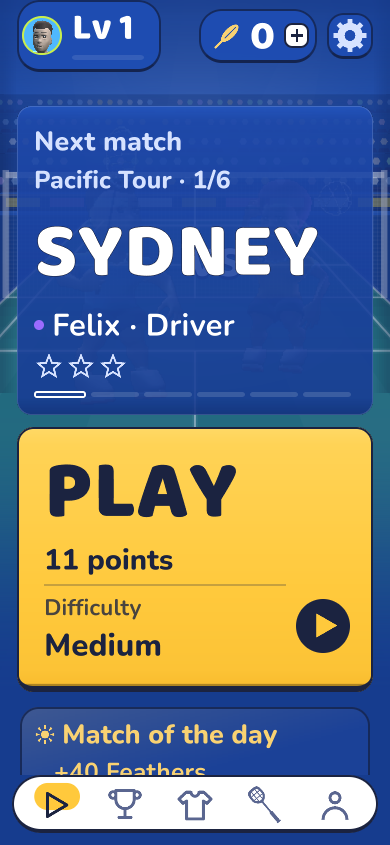 Lv 1
0
Next match
Pacific Tour · 1/6
SYDNEY
Felix · Driver
PLAY
11 points
Difficulty
Medium
Match of the day
+40 Feathers